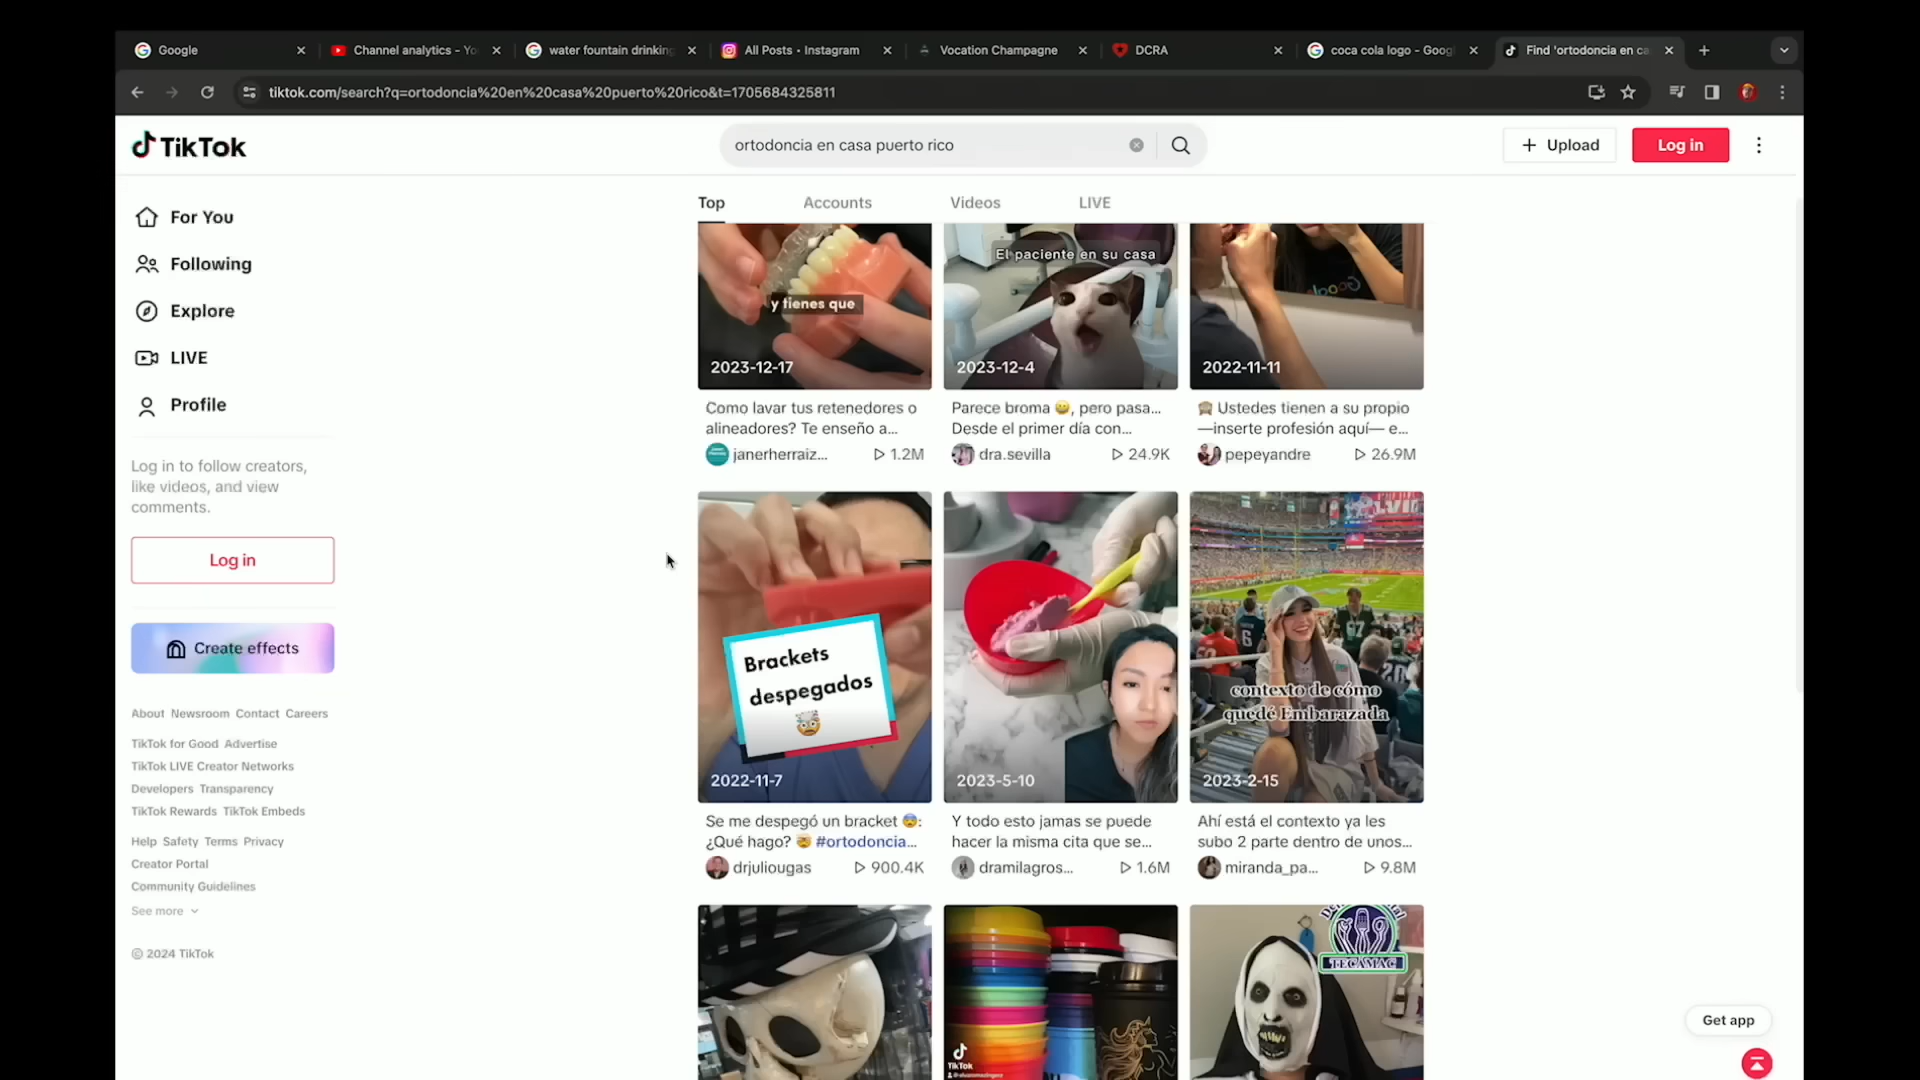 Google
Channel analytics - Yo
water fountain drinking
All Posts • Instagram
Vocation Champagne
DCRA
coca cola logo - Goog
Find 'ortodoncia en ca
tiktok.com/search?q=ortodoncia%20en%20casa%20puerto%20rico&t=1705684325811
TikTok
ortodoncia en casa puerto rico
Upload
Log in
For You
Following
Explore
LIVE
Profile
Log in to follow creators,
like videos, and view
comments.
Log in
Create effects
About Newsroom Contact Careers
TikTok for Good Advertise
TikTok LIVE Creator Networks
Developers Transparency
TikTok Rewards TikTok Embeds
Help Safety Terms Privacy
Creator Portal
Community Guidelines
See more
© 2024 TikTok
Top Accounts Videos LIVE
y tienes que
2023-12-17
Como lavar tus retenedores o
alineadores? Te enseño a...
janerherraiz... 1.2M
El paciente en su casa
2023-12-4
Parece broma 😀, pero pasa...
Desde el primer día con...
dra.sevilla 24.9K
2022-11-11
🙈 Ustedes tienen a su propio
—inserte profesión aquí— e...
pepeyandre 26.9M
Brackets
despegados
🤯
2022-11-7
Se me despegó un bracket 😨:
¿Qué hago? 🤯 #ortodoncia...
drjuliougas 900.4K
2023-5-10
Y todo esto jamas se puede
hacer la misma cita que se...
dramilagros... 1.6M
contexto de cómo
quedé Embarazada
2023-2-15
Ahí está el contexto ya les
subo 2 parte dentro de unos...
miranda_pa... 9.8M
TikTok
TECAMAC
Get app